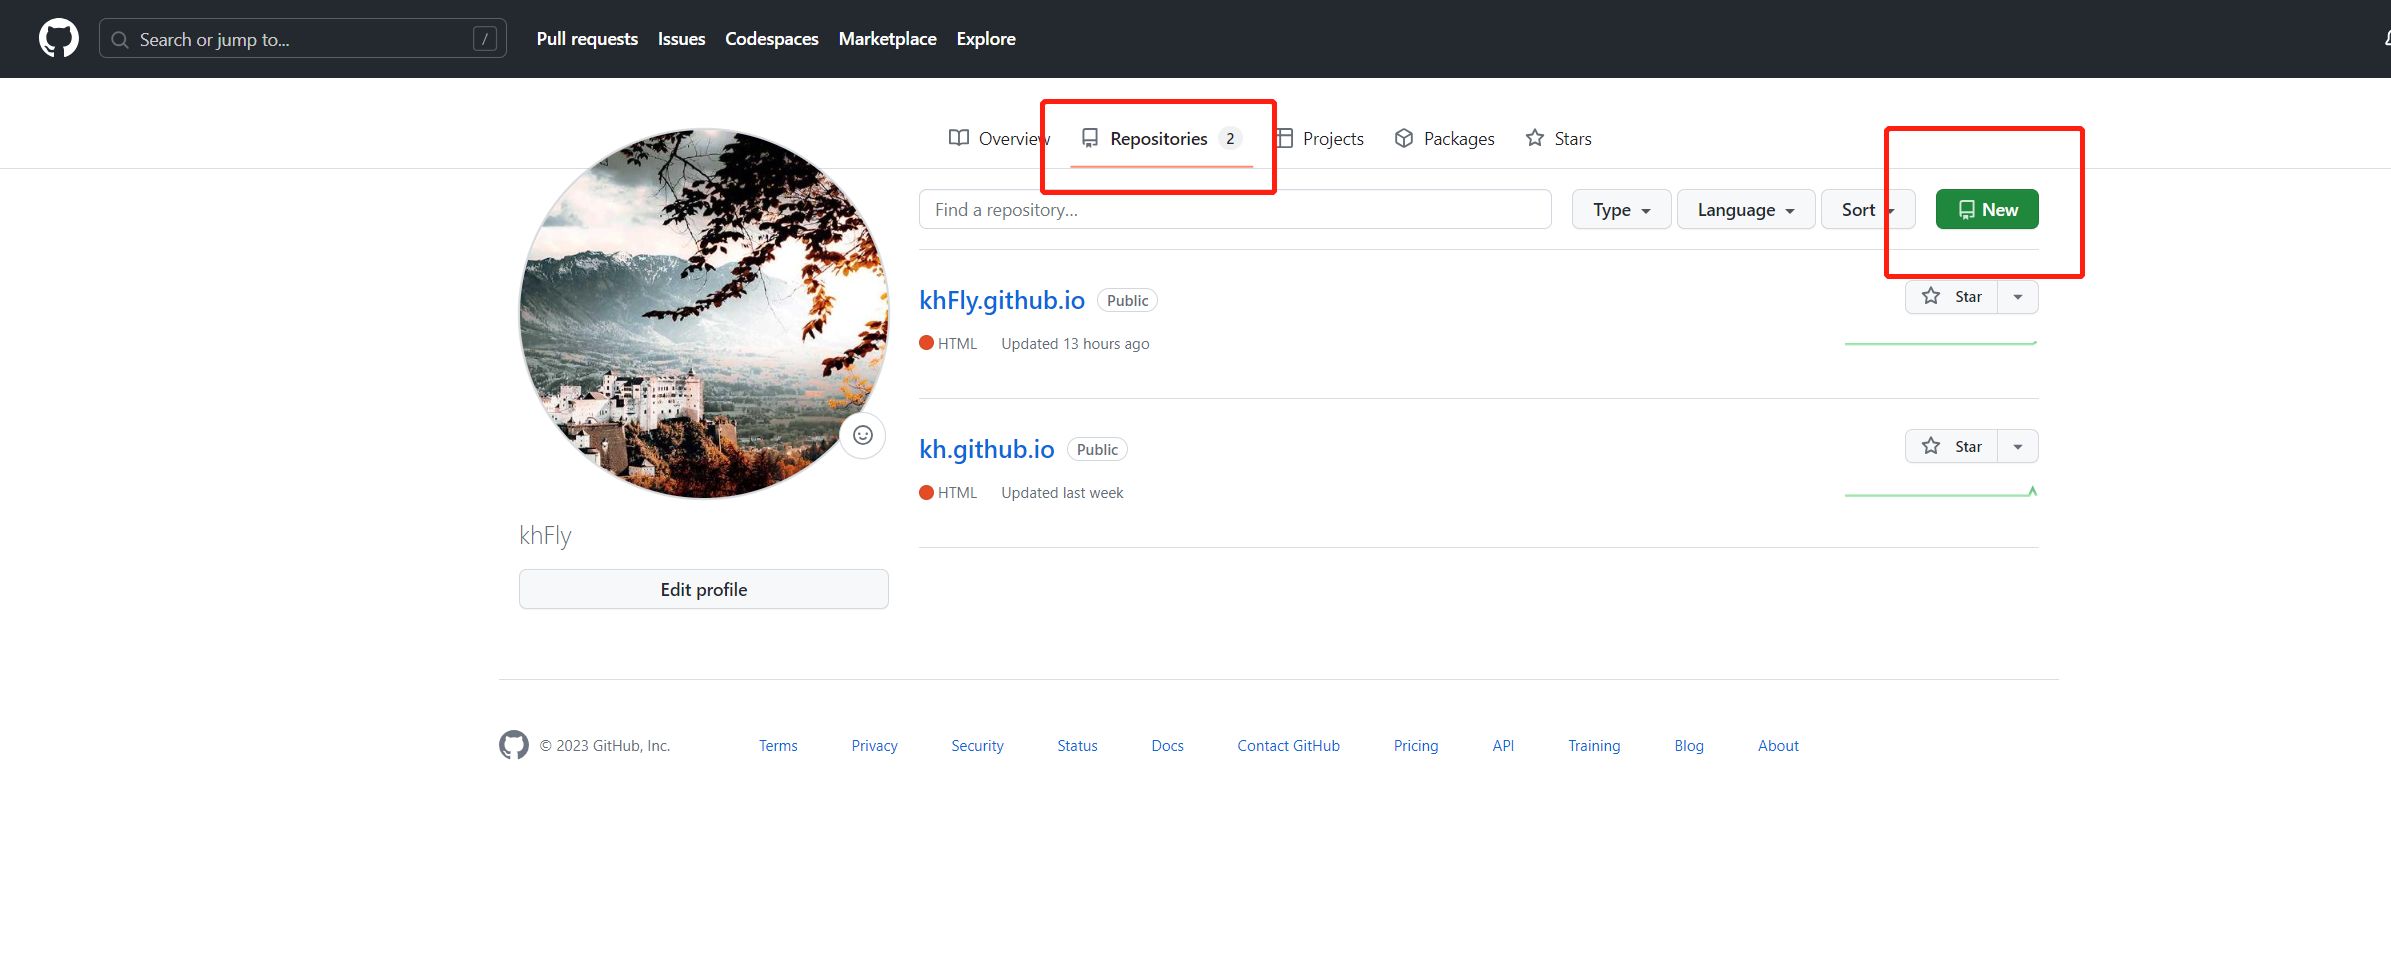 Search or jump to... / Pull requests Issues Codespaces Marketplace Explore
Overview Repositories 2 Projects Packages Stars
Find a repository... Type Language Sort New
khFly.github.io Public Star
HTML Updated 13 hours ago
kh.github.io Public Star
HTML Updated last week
khFly
Edit profile
© 2023 GitHub, Inc. Terms Privacy Security Status Docs Contact GitHub Pricing API Training Blog About